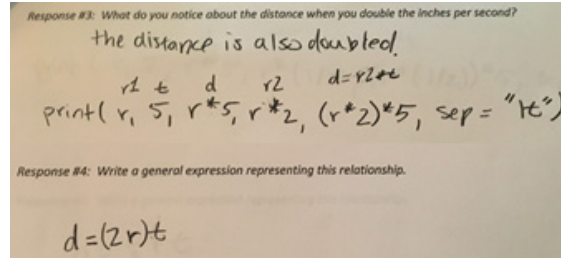 Response #3: What do you notice about the distance when you double the inches per second?
the distance is also doubled.
r1 t d r2 d=r2*t
print( r, 5, r*5, r*2, (r*2)*5, sep = "\t")
Response #4: Write a general expression representing this relationship.
d=(2r)t